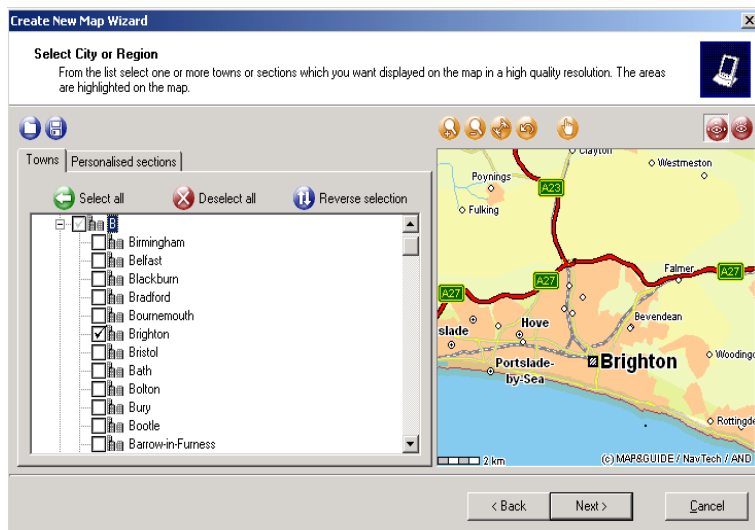 Create New Map Wizard
Select City or Region
From the list select one or more towns or sections which you want displayed on the map in a high quality resolution. The areas
are highlighted on the map.
Towns
Personalised sections
Select all
Deselect all
Reverse selection
B
Birmingham
Belfast
Blackburn
Bradford
Bournemouth
Brighton
Bristol
Bath
Bolton
Bury
Bootle
Barrow-in-Furness
Clayton
Westmeston
Poynings
A23
Fulking
Falmer
A27
A27
A27
Bevendean
Hove
slade
Portslade-
by-Sea
Brighton
Woodingd
Rottingde
2 km
(c) MAP&GUIDE / NavTech / AND
< Back
Next >
Cancel